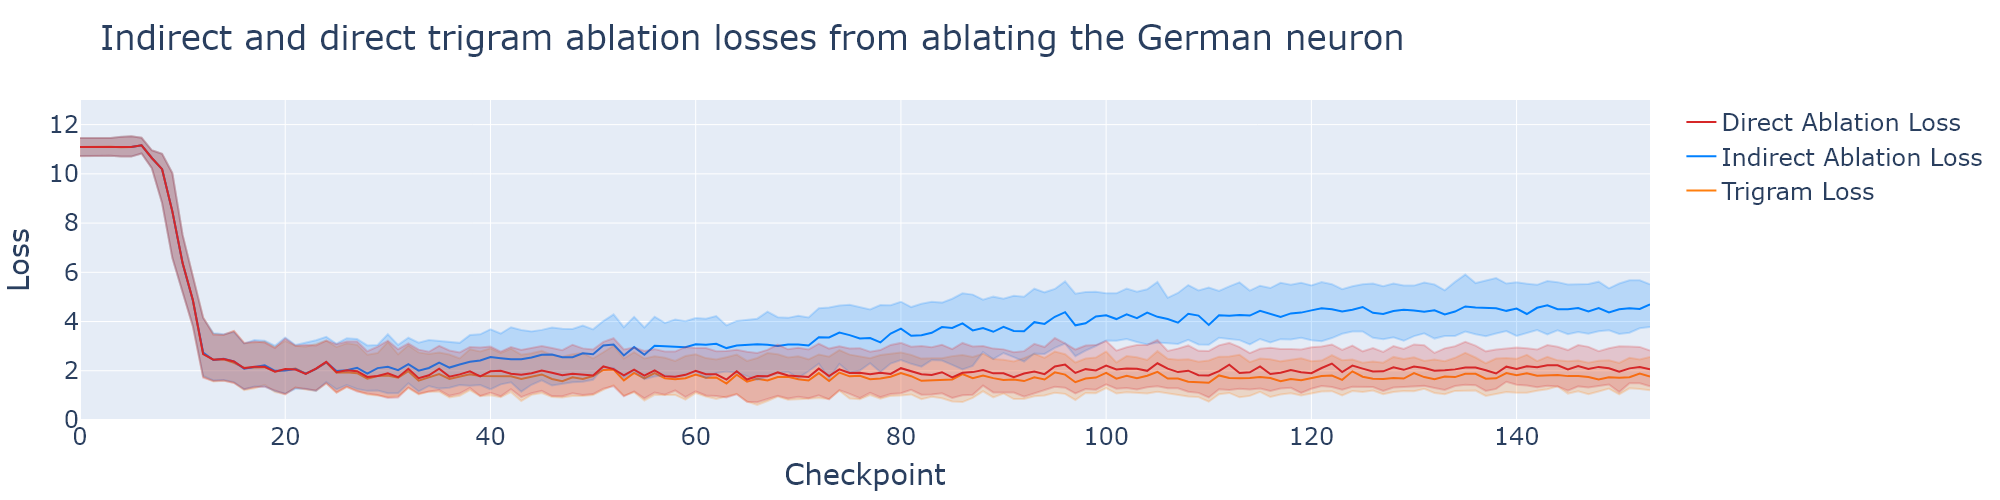 Indirect and direct trigram ablation losses from ablating the German neuron
12
10
8
6
4
2
0
Loss
0 20 40 60 80 100 120 140
Checkpoint
Direct Ablation Loss
Indirect Ablation Loss
Trigram Loss